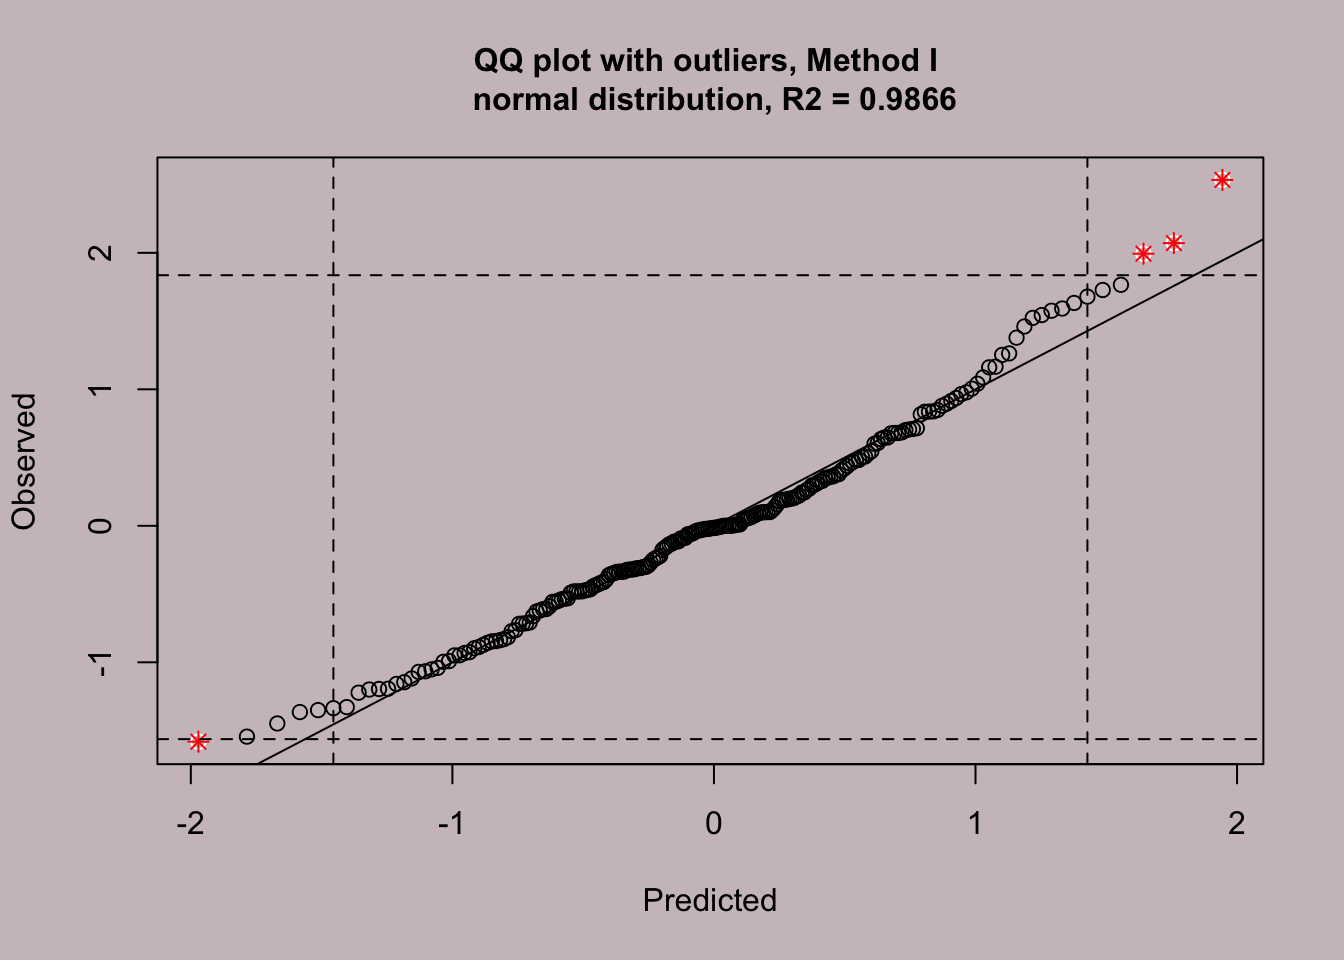 QQ plot with outliers, Method I
normal distribution, R2 = 0.9866
Observed
2
1
0
-1
-2
-1
0
1
2
Predicted